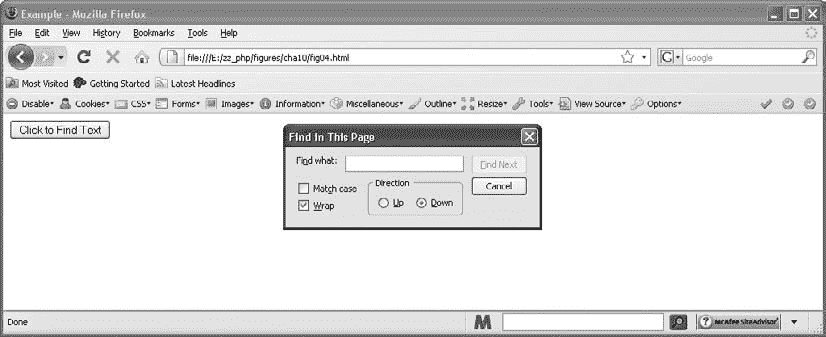 Example - Mozilla Firefox
File Edit View History Bookmarks Tools Help
file:///E:/zz_php/figures/cha10/fig04.html
G Google
Most Visited Getting Started Latest Headlines
Disable Cookies CSS Forms Images Information Miscellaneous Outline Resize Tools View Source Options
Click to Find Text
Find In This Page
Find what: Find Next
Match case Direction Cancel
Wrap Up Down
Done M McAfee SiteAdvisor